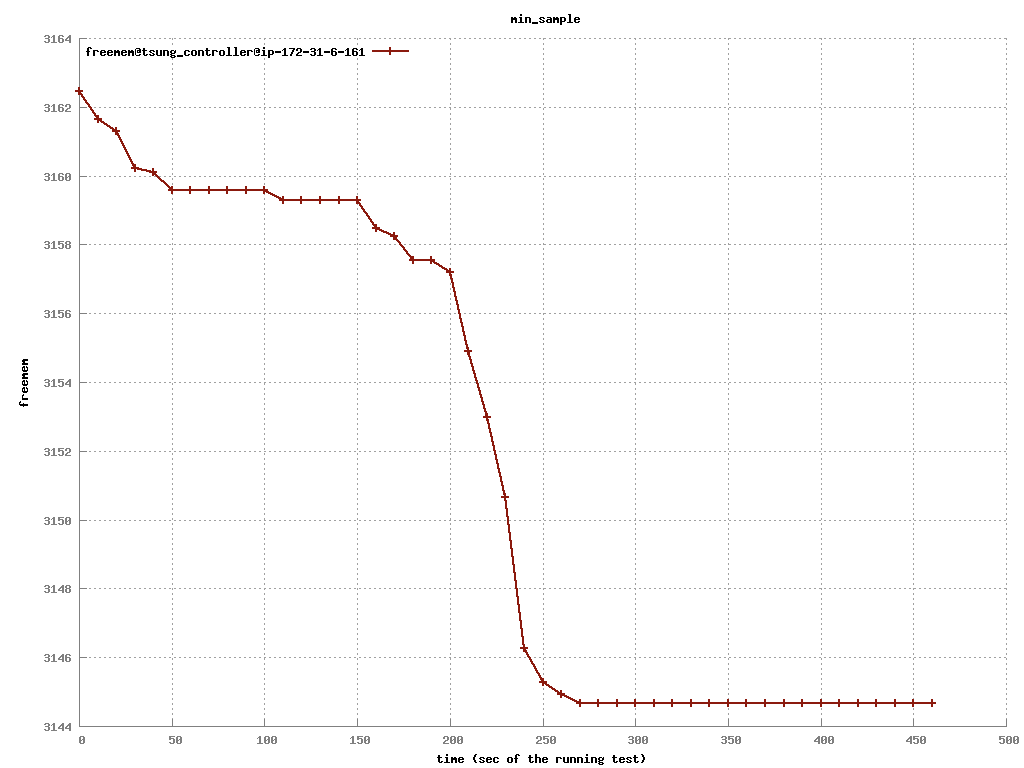 min_sample
freemem@tsung_controller@ip-172-31-6-161
3164
3162
3160
3158
3156
3154
3152
3150
3148
3146
3144
freemem
0 50 100 150 200 250 300 350 400 450 500
time (sec of the running test)